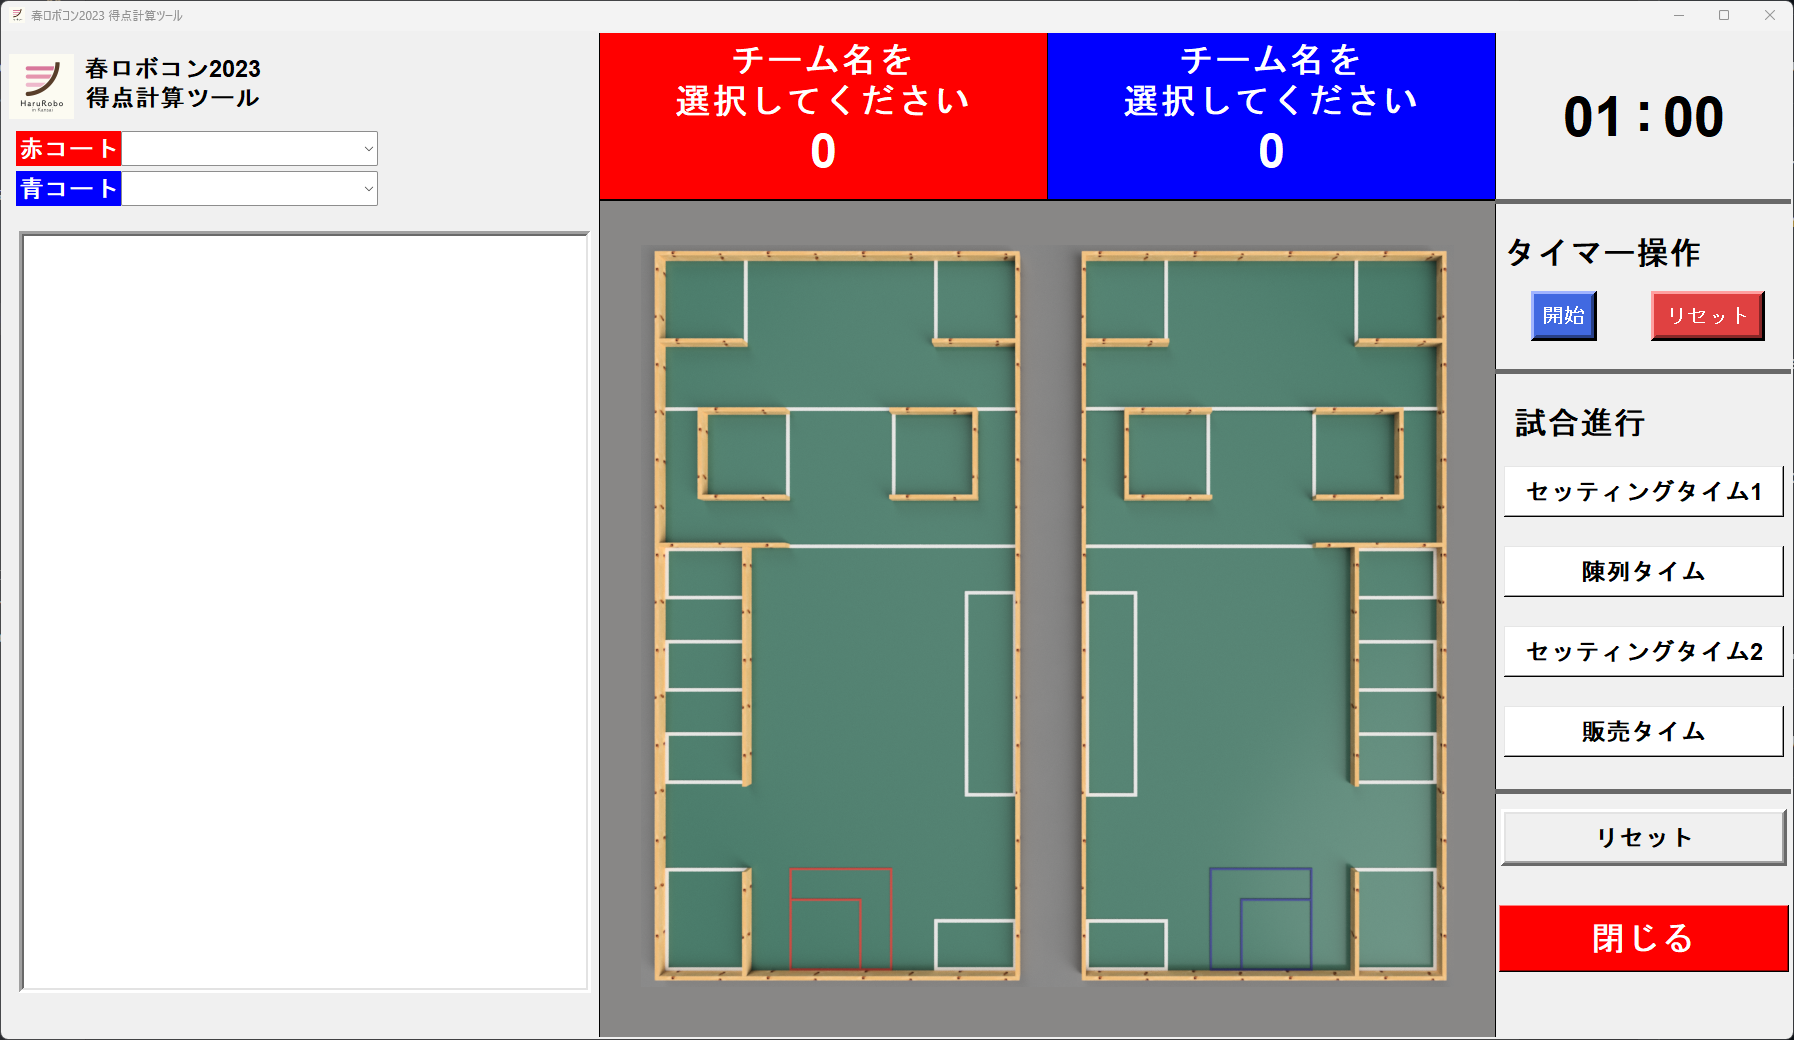 春ロボコン2023 得点計算ツール
HaruRobo
in Kansai
春ロボコン2023
得点計算ツール
赤コート
青コート
チーム名を
選択してください
0
チーム名を
選択してください
0
01:00
タイマー操作
開始
リセット
試合進行
セッティングタイム1
陳列タイム
セッティングタイム2
販売タイム
リセット
閉じる